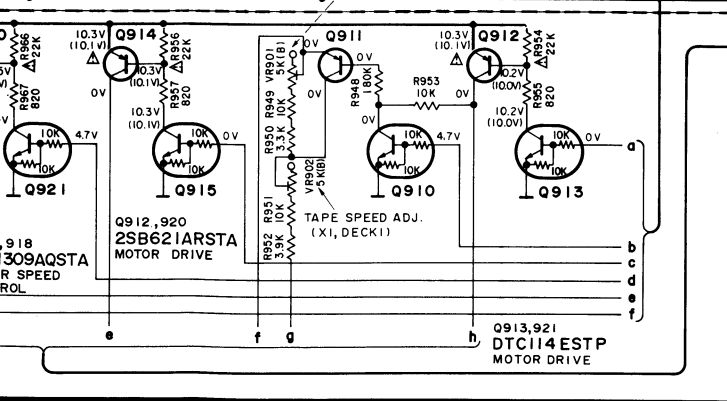 10.3V
(10.1V)
Q914
R966
22K
R956
22K
10.3V
(10.1V)
0V
R967
820
R957
820
10.3V
(10.1V)
10K
10K
4.7V
Q921
10K
10K
0V
Q915
Q911
0V
0V
VR901
5K(B)
R949
10K
R950
3.3K
R948
180K
R953
10K
VR902
5K(B)
R951
10K
R952
3.9K
TAPE SPEED ADJ.
(X1, DECK1)
10.3V
(10.1V)
Q912
R954
22K
10.2V
(10.0V)
0V
R955
820
10.2V
(10.0V)
10K
10K
4.7V
Q910
10K
10K
0V
Q913
a
b
c
d
e
f
Q912,,920
2SB621ARSTA
MOTOR DRIVE
,918
1309AQSTA
R SPEED
ROL
e
f
g
h
Q913,921
DTC114ESTP
MOTOR DRIVE